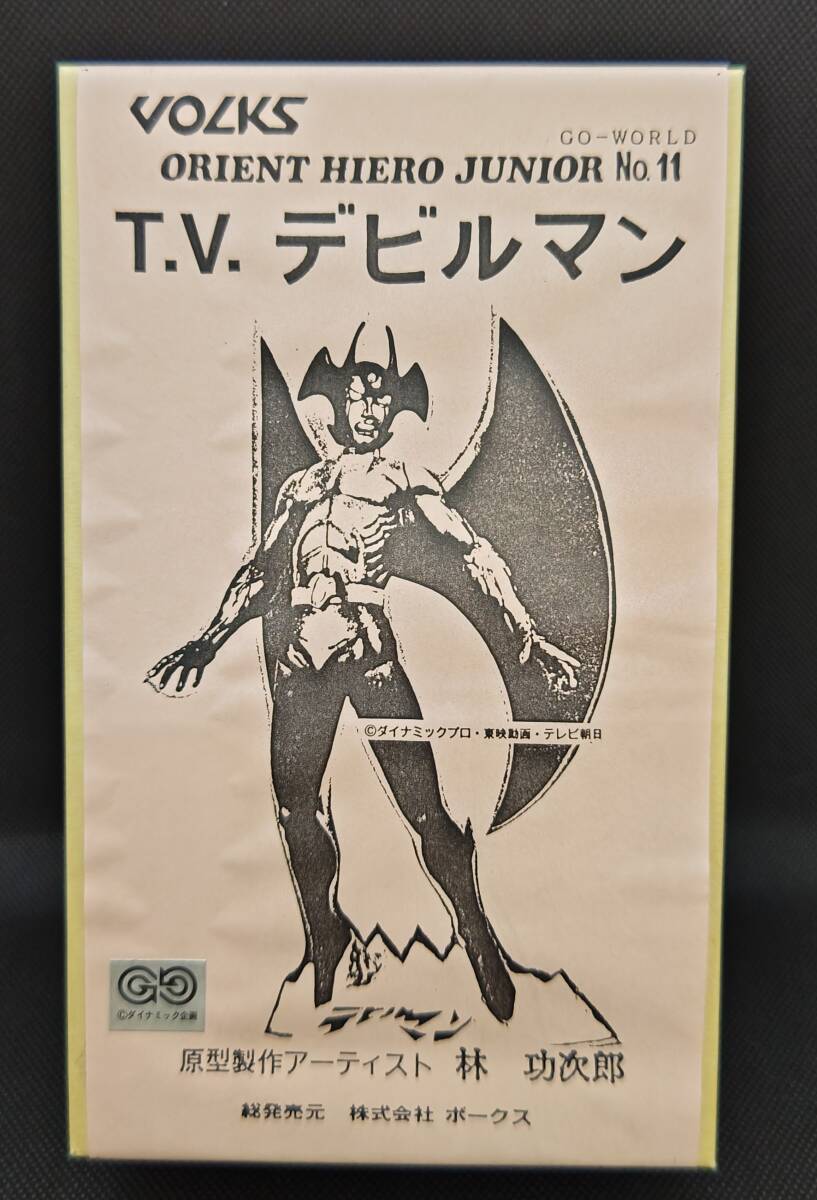 VOLKS
GO-WORLD
ORIENT HIERO JUNIOR No. 11
T.V. デビルマン
©ダイナミックプロ・東映動画・テレビ朝日
デビルマン
©ダイナミック企画
原型製作アーティスト 林 功次郎
総発売元 株式会社 ボークス